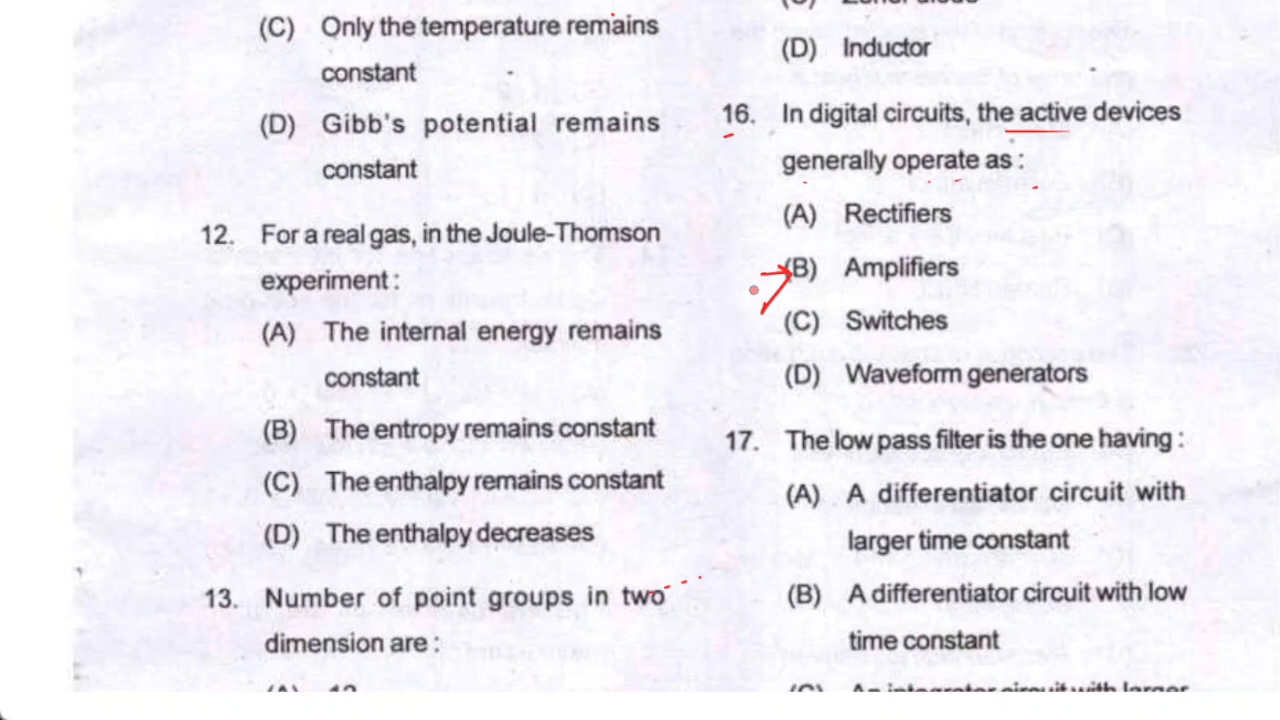 (C) Only the temperature remains
constant
(D) Gibb's potential remains
constant
12. For a real gas, in the Joule-Thomson
experiment :
(A) The internal energy remains
constant
(B) The entropy remains constant
(C) The enthalpy remains constant
(D) The enthalpy decreases
13. Number of point groups in two
dimension are :
(D) Inductor
16. In digital circuits, the active devices
generally operate as :
(A) Rectifiers
(B) Amplifiers
(C) Switches
(D) Waveform generators
17. The low pass filter is the one having :
(A) A differentiator circuit with
larger time constant
(B) A differentiator circuit with low
time constant